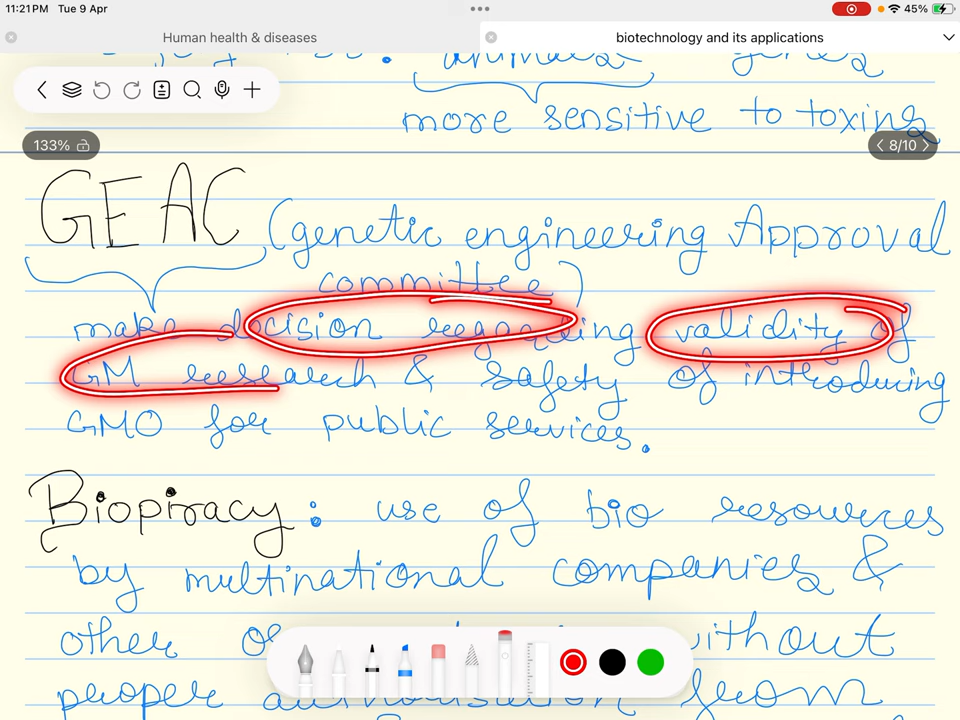 11:21 PM Tue 9 Apr
45%
Human health & diseases
biotechnology and its applications
more sensitive to toxins
133%
8/10
GEAC (genetic engineering Approval
committee)
make decision regarding validity of
GM research & safety of introducing
GMO for public services.
Biopiracy : use of bio resources
by multinational companies &
other without
proper authorisation from